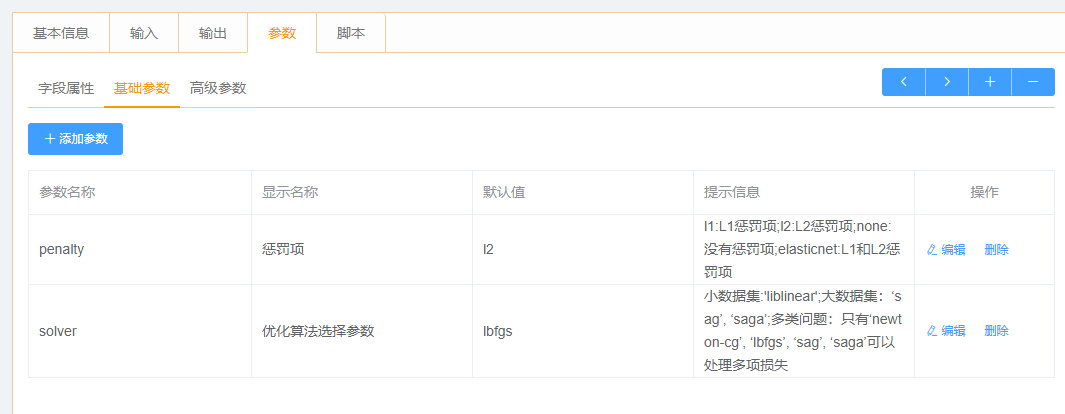 基本信息 输入 输出 参数 脚本
字段属性 基础参数 高级参数
添加参数
参数名称 显示名称 默认值 提示信息 操作
penalty 惩罚项 l2 l1:L1惩罚项;l2:L2惩罚项;none:
没有惩罚项;elasticnet:L1和L2惩
罚项
编辑 删除
solver 优化算法选择参数 lbfgs 小数据集:'liblinear';大数据集：‘s
ag’, ‘saga’;多类问题：只有‘newt
on-cg’, ‘lbfgs’, ‘sag’, ‘saga’可以
处理多项损失
编辑 删除